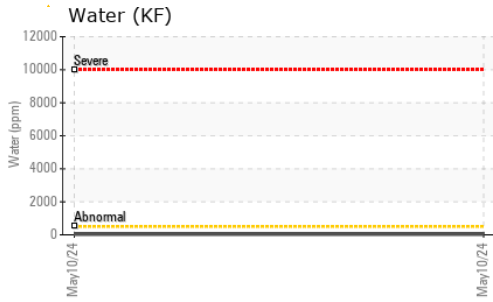 Water (KF)
12000
Severe
10000
8000
6000
Water (ppm)
4000
2000
Abnormal
0
May10/24
May10/24